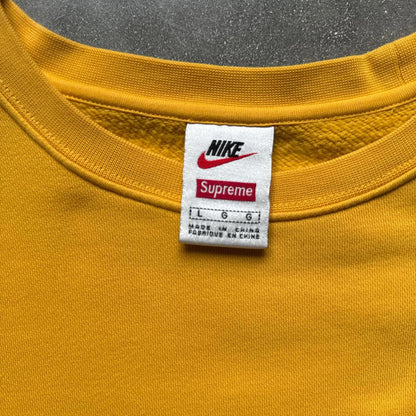 NIKE
Supreme
L G G
MADE IN CHINA
FABRIQUE EN CHINE